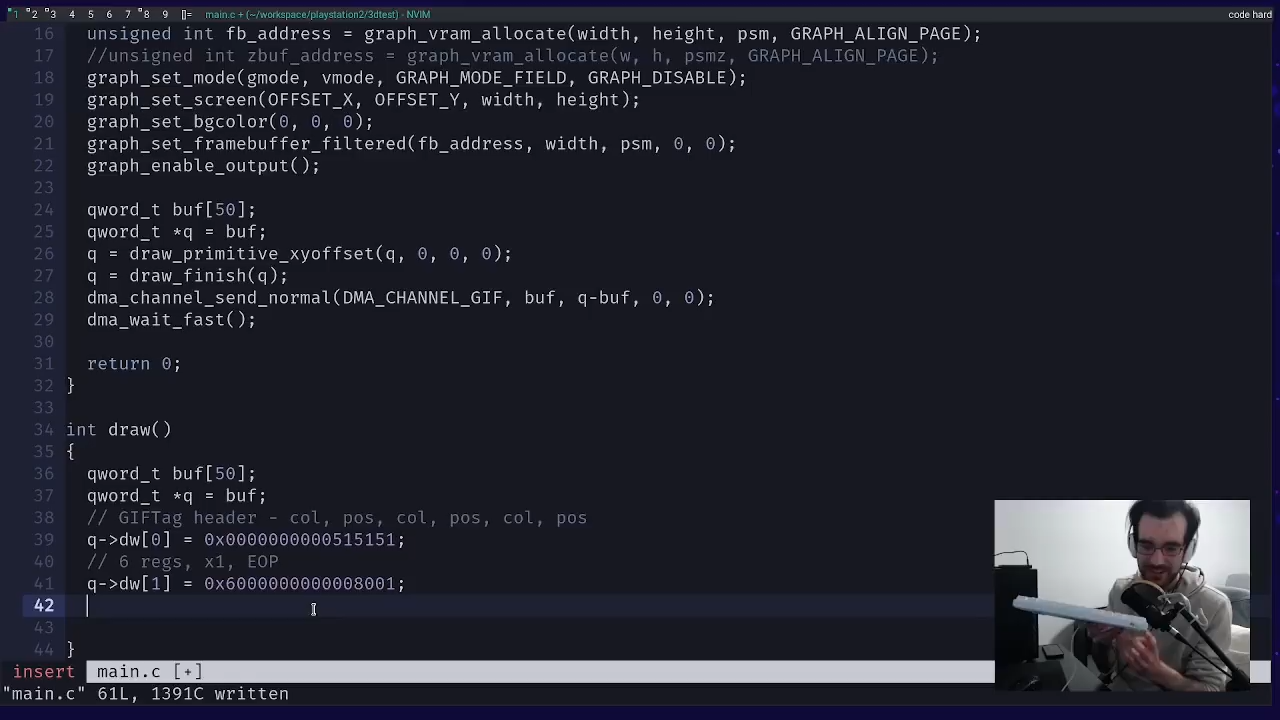 1 2 3 4 5 6 7 8 9 []= main.c + (~/workspace/playstation2/3dtest) - NVIM code hard
16 unsigned int fb_address = graph_vram_allocate(width, height, psm, GRAPH_ALIGN_PAGE);
17 //unsigned int zbuf_address = graph_vram_allocate(w, h, psmz, GRAPH_ALIGN_PAGE);
18 graph_set_mode(gmode, vmode, GRAPH_MODE_FIELD, GRAPH_DISABLE);
19 graph_set_screen(OFFSET_X, OFFSET_Y, width, height);
20 graph_set_bgcolor(0, 0, 0);
21 graph_set_framebuffer_filtered(fb_address, width, psm, 0, 0);
22 graph_enable_output();
23
24 qword_t buf[50];
25 qword_t *q = buf;
26 q = draw_primitive_xyoffset(q, 0, 0, 0);
27 q = draw_finish(q);
28 dma_channel_send_normal(DMA_CHANNEL_GIF, buf, q-buf, 0, 0);
29 dma_wait_fast();
30
31 return 0;
32 }
33
34 int draw()
35 {
36 qword_t buf[50];
37 qword_t *q = buf;
38 // GIFTag header - col, pos, col, pos, col, pos
39 q->dw[0] = 0x0000000000515151;
40 // 6 regs, x1, EOP
41 q->dw[1] = 0x6000000000008001;
42
43
44 }
insert main.c [+]
"main.c" 61L, 1391C written